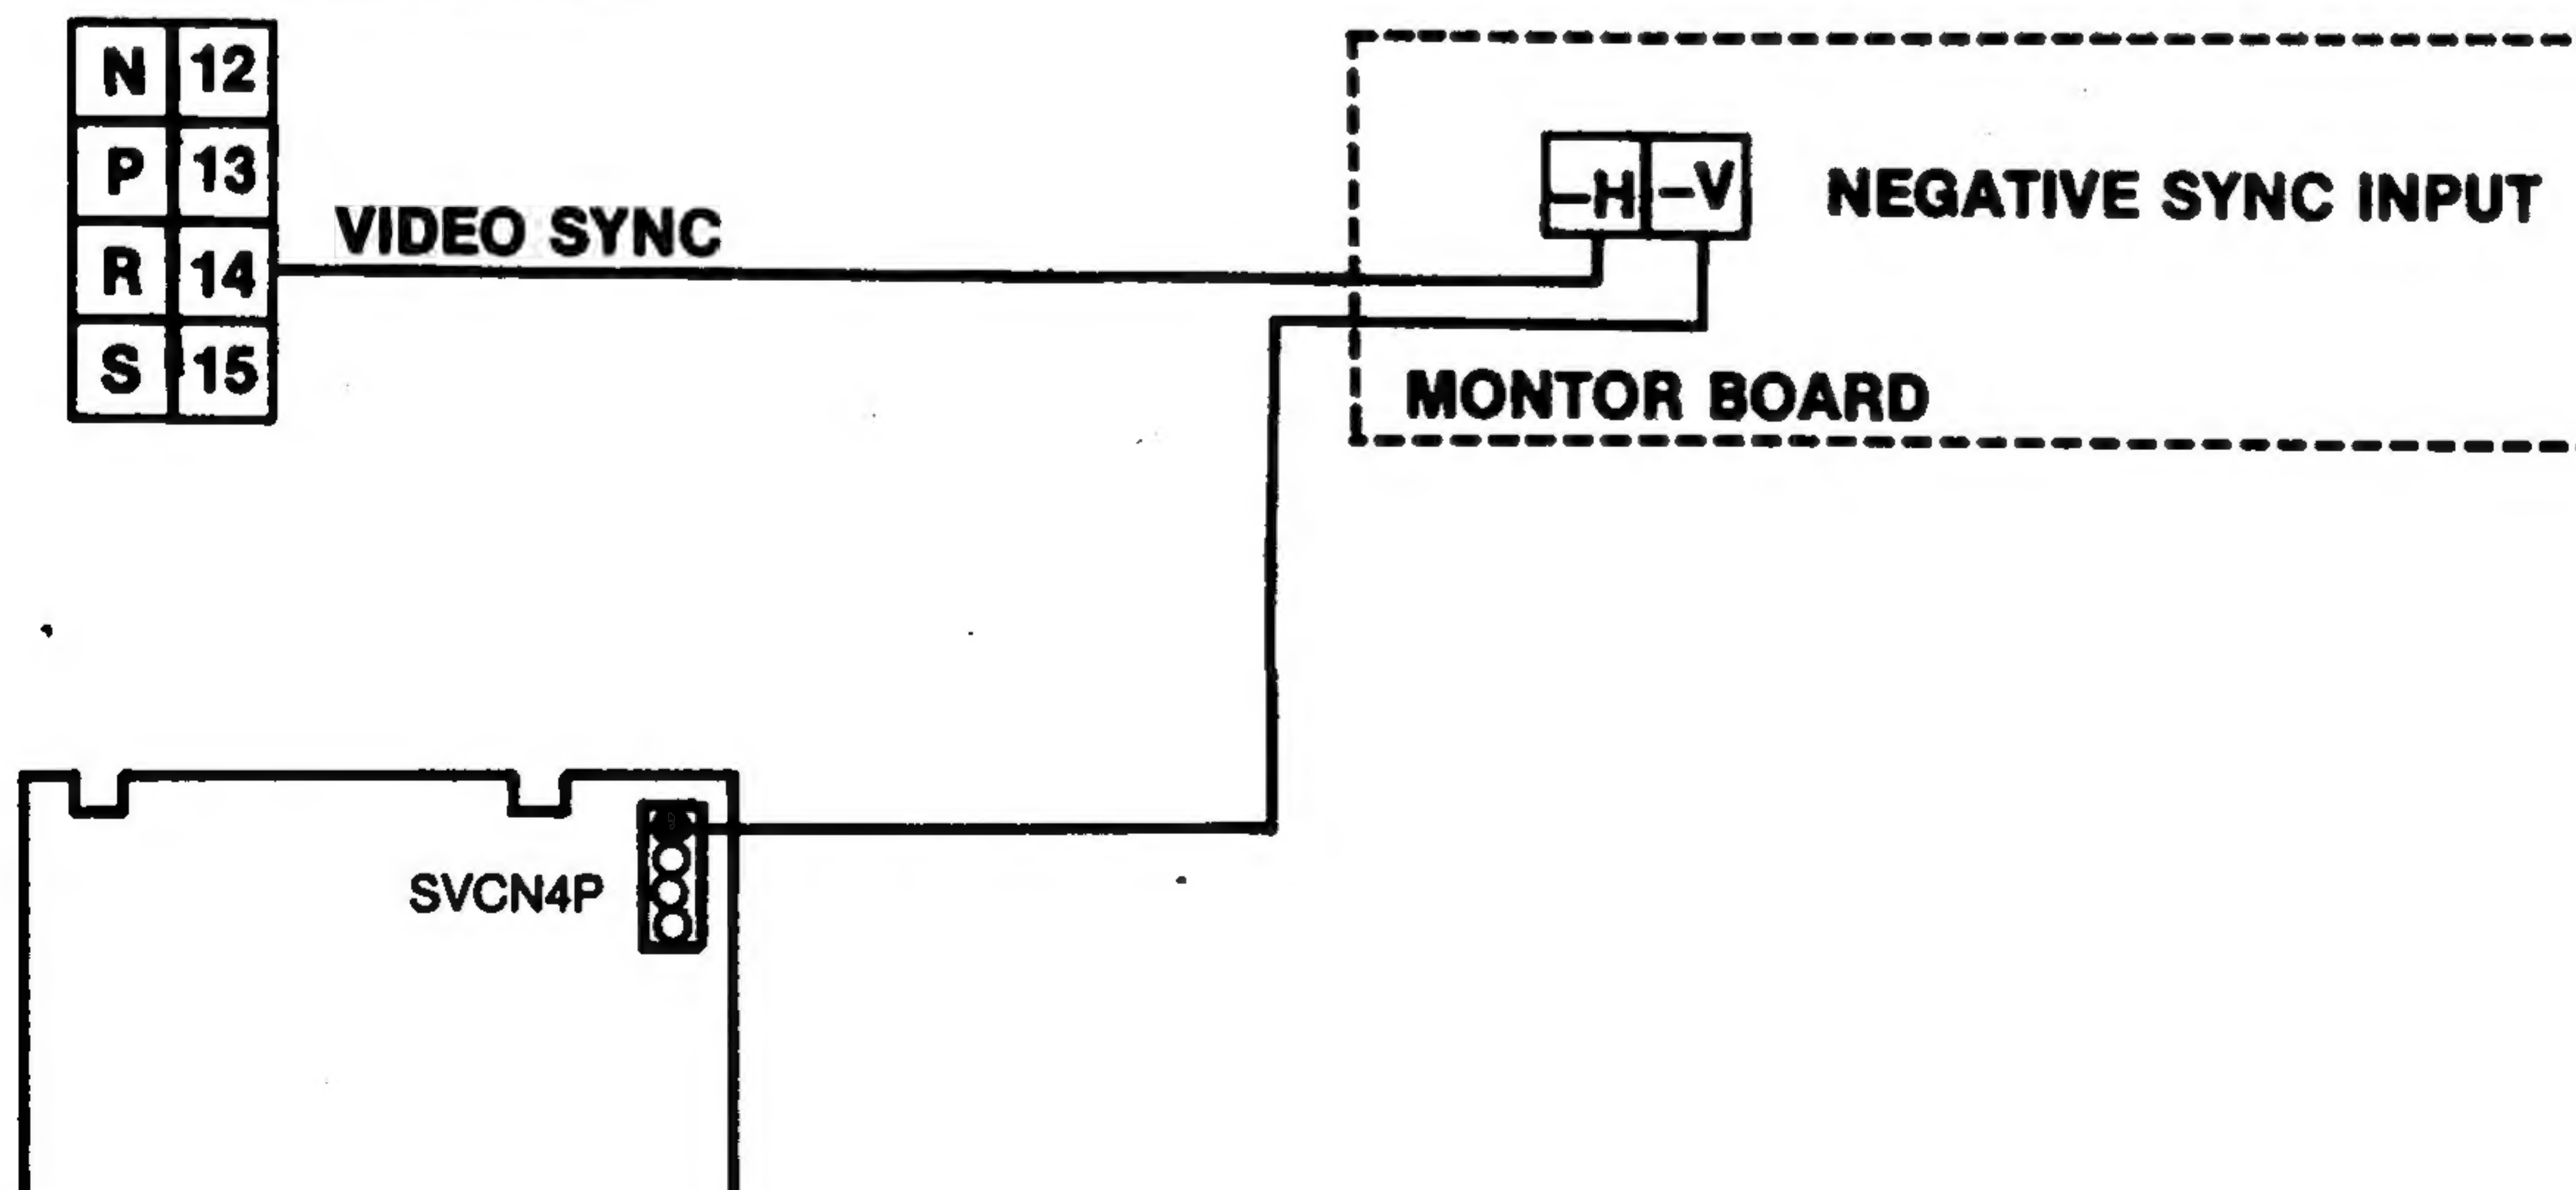 N 12
P 13
R 14
S 15
VIDEO SYNC
-H -V
NEGATIVE SYNC INPUT
MONTOR BOARD
SVCN4P